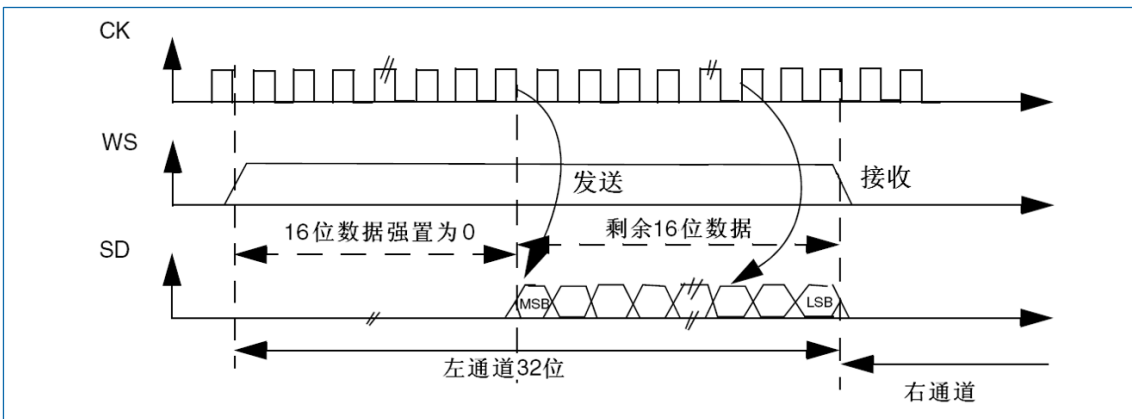 CK
WS
发送
接收
16位数据强置为0
剩余16位数据
SD
MSB
LSB
左通道32位
右通道